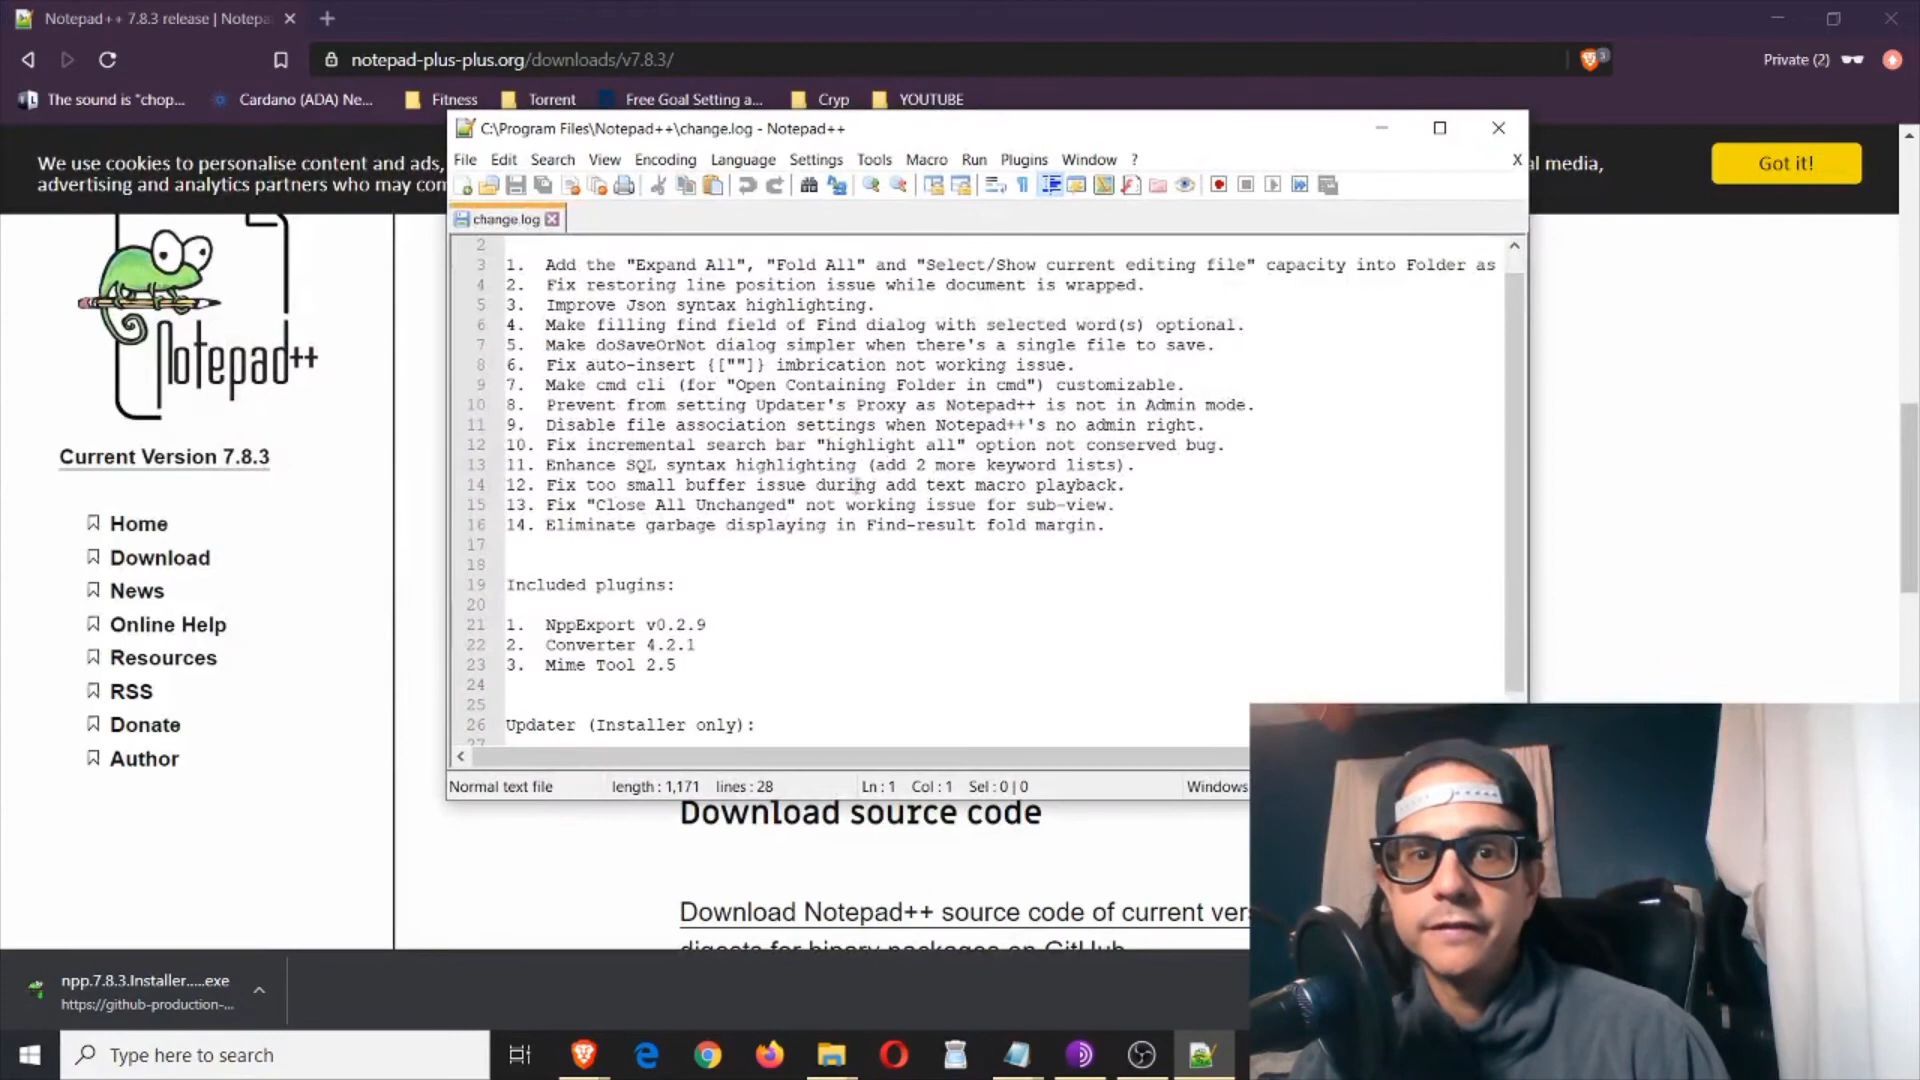 Notepad++ 7.8.3 release | Notepa
notepad-plus-plus.org/downloads/v7.8.3/
3
Private (2)
The sound is "chop...
Cardano (ADA) Ne...
Fitness
Torrent
Free Goal Setting a...
Cryp
YOUTUBE
We use cookies to personalise content and ads,
advertising and analytics partners who may com
al media,
Got it!
Notepad++
Current Version 7.8.3
Home
Download
News
Online Help
Resources
RSS
Donate
Author
C:\Program Files\Notepad++\change.log - Notepad++
File Edit Search View Encoding Language Settings Tools Macro Run Plugins Window ? X
change.log
2
3 1. Add the "Expand All", "Fold All" and "Select/Show current editing file" capacity into Folder as
4 2. Fix restoring line position issue while document is wrapped.
5 3. Improve Json syntax highlighting.
6 4. Make filling find field of Find dialog with selected word(s) optional.
7 5. Make doSaveOrNot dialog simpler when there's a single file to save.
8 6. Fix auto-insert {[""]} imbrication not working issue.
9 7. Make cmd cli (for "Open Containing Folder in cmd") customizable.
10 8. Prevent from setting Updater's Proxy as Notepad++ is not in Admin mode.
11 9. Disable file association settings when Notepad++'s no admin right.
12 10. Fix incremental search bar "highlight all" option not conserved bug.
13 11. Enhance SQL syntax highlighting (add 2 more keyword lists).
14 12. Fix too small buffer issue during add text macro playback.
15 13. Fix "Close All Unchanged" not working issue for sub-view.
16 14. Eliminate garbage displaying in Find-result fold margin.
17
18
19 Included plugins:
20
21 1. NppExport v0.2.9
22 2. Converter 4.2.1
23 3. Mime Tool 2.5
24
25
26 Updater (Installer only):
27
Normal text file length : 1,171 lines : 28 Ln : 1 Col : 1 Sel : 0 | 0 Windows
Download source code
Download Notepad++ source code of current ver
digests for binary packages on GitHub
npp.7.8.3.Installer.....exe
https://github-production-...
Type here to search